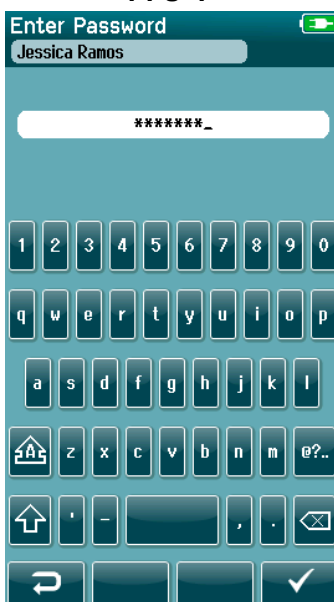 Enter Password
Jessica Ramos
*******_
1 2 3 4 5 6 7 8 9 0
q w e r t y u i o p
a s d f g h j k l
A z x c v b n m @?..
' - , .